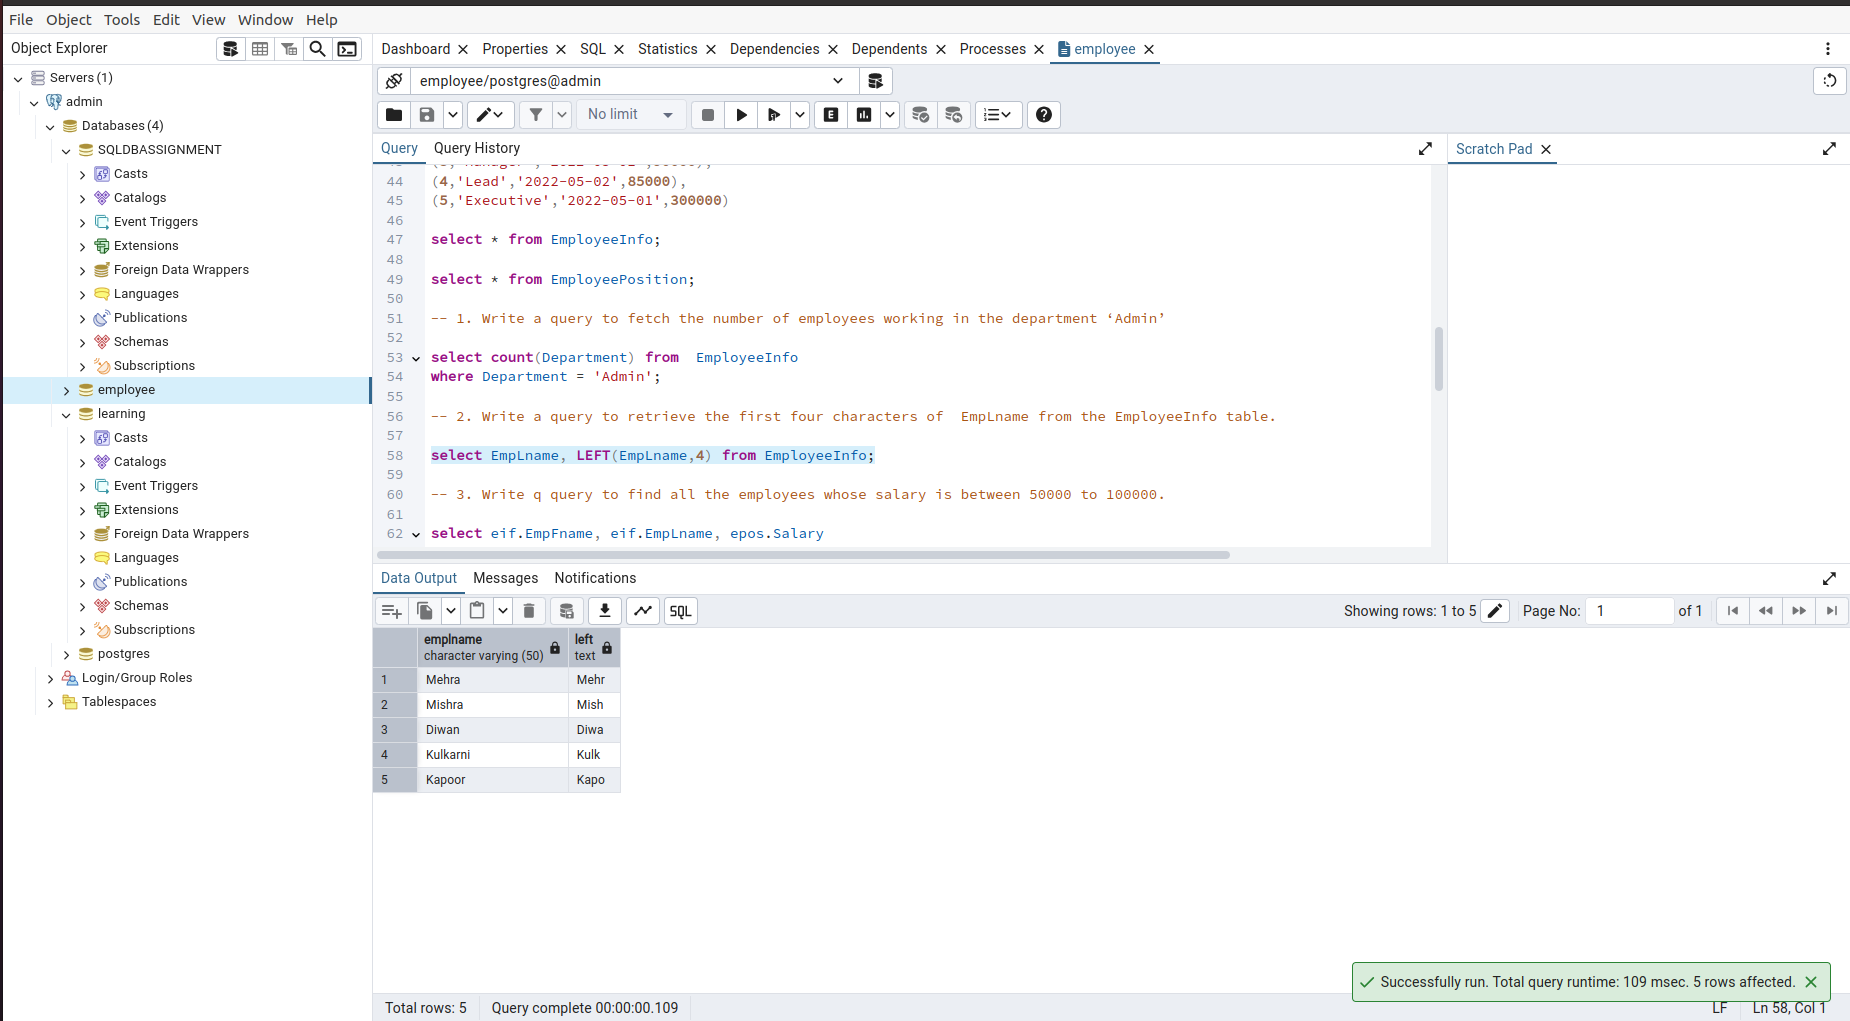 File Object Tools Edit View Window Help
Object Explorer
Servers (1)
admin
Databases (4)
SQLDBASSIGNMENT
Casts
Catalogs
Event Triggers
Extensions
Foreign Data Wrappers
Languages
Publications
Schemas
Subscriptions
employee
learning
Casts
Catalogs
Event Triggers
Extensions
Foreign Data Wrappers
Languages
Publications
Schemas
Subscriptions
postgres
Login/Group Roles
Tablespaces
Dashboard Properties SQL Statistics Dependencies Dependents Processes employee
employee/postgres@admin
No limit
E
Query Query History
Scratch Pad
44 (4,'Lead','2022-05-02',85000),
45 (5,'Executive','2022-05-01',300000)
46
47 select * from EmployeeInfo;
48
49 select * from EmployeePosition;
50
51 -- 1. Write a query to fetch the number of employees working in the department ‘Admin’
52
53 select count(Department) from  EmployeeInfo
54 where Department = 'Admin';
55
56 -- 2. Write a query to retrieve the first four characters of  EmpLname from the EmployeeInfo table.
57
58 select EmpLname, LEFT(EmpLname,4) from EmployeeInfo;
59
60 -- 3. Write q query to find all the employees whose salary is between 50000 to 100000.
61
62 select eif.EmpFname, eif.EmpLname, epos.Salary
Data Output Messages Notifications
SQL
Showing rows: 1 to 5 Page No: 1 of 1
emplname left
character varying (50) text
1 Mehra Mehr
2 Mishra Mish
3 Diwan Diwa
4 Kulkarni Kulk
5 Kapoor Kapo
Successfully run. Total query runtime: 109 msec. 5 rows affected.
Total rows: 5 Query complete 00:00:00.109 LF Ln 58, Col 1